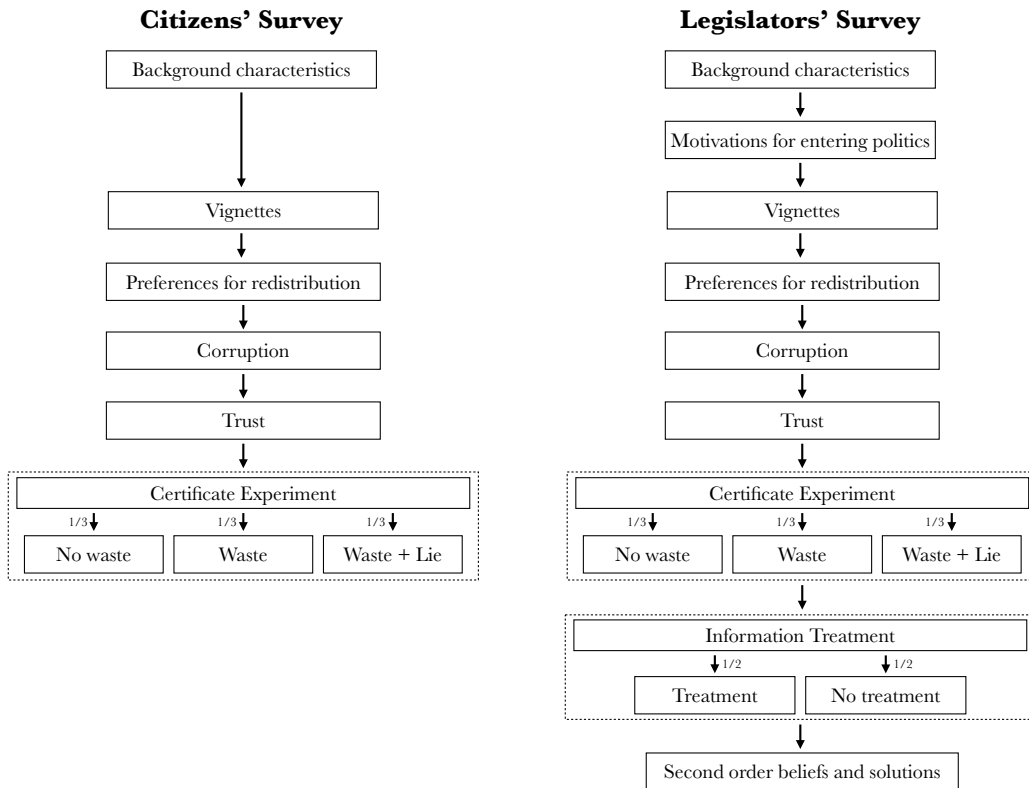 Citizens’ Survey
Background characteristics
Vignettes
Preferences for redistribution
Corruption
Trust
Certificate Experiment
1/3 1/3 1/3
No waste Waste Waste + Lie
Legislators’ Survey
Background characteristics
Motivations for entering politics
Vignettes
Preferences for redistribution
Corruption
Trust
Certificate Experiment
1/3 1/3 1/3
No waste Waste Waste + Lie
Information Treatment
1/2 1/2
Treatment No treatment
Second order beliefs and solutions